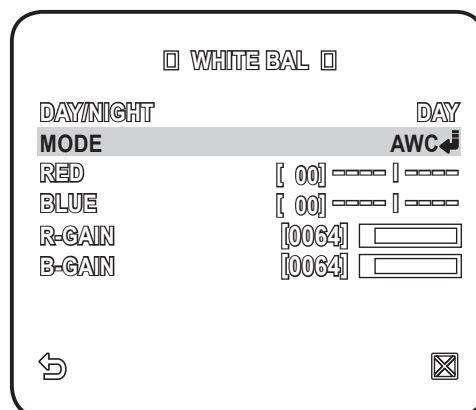 WHITE BAL
DAY/NIGHT DAY
MODE AWC
RED [ 00] ---- | ----
BLUE [ 00] ---- | ----
R-GAIN [0064]
B-GAIN [0064]